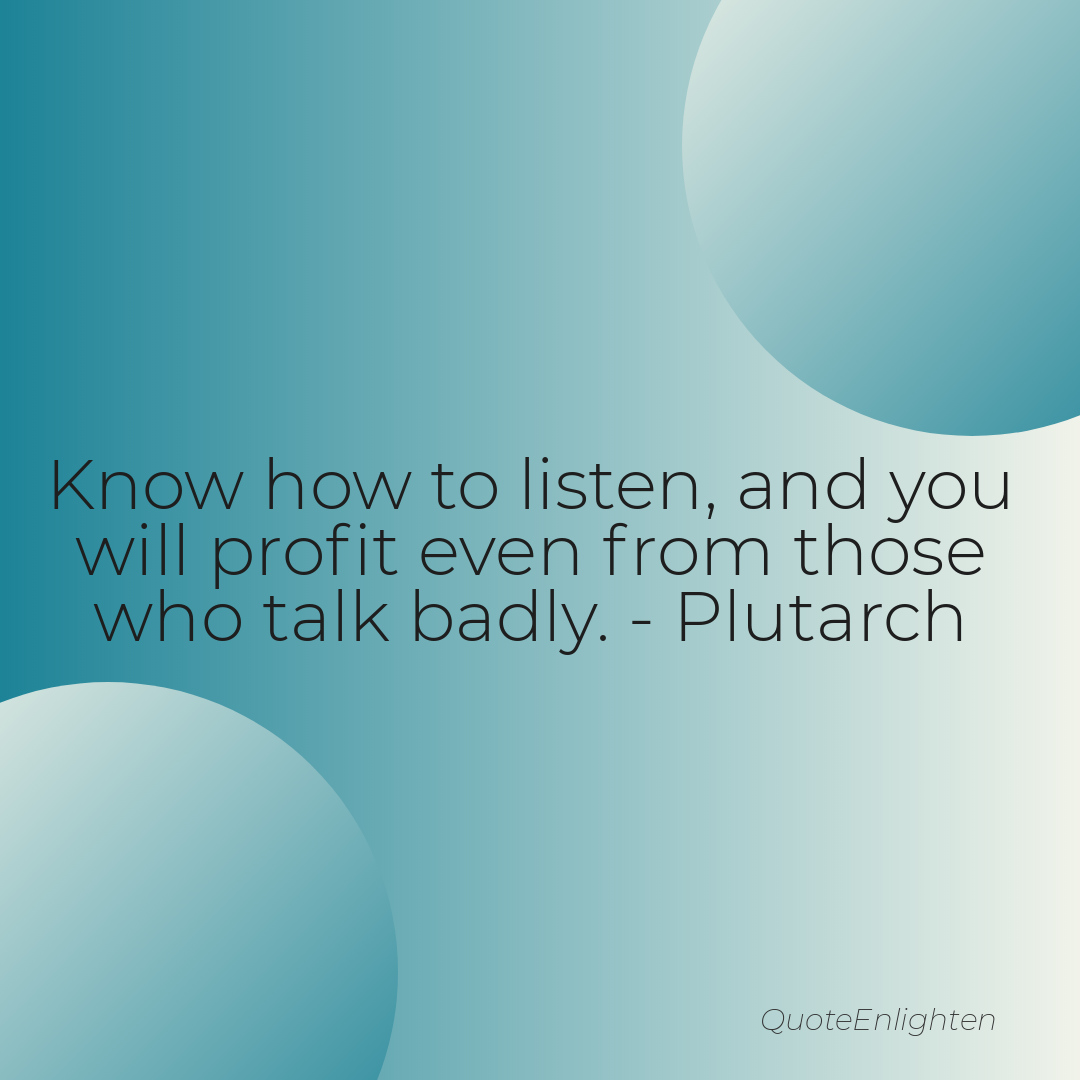 Know how to listen, and you
will profit even from those
who talk badly. - Plutarch
QuoteEnlighten